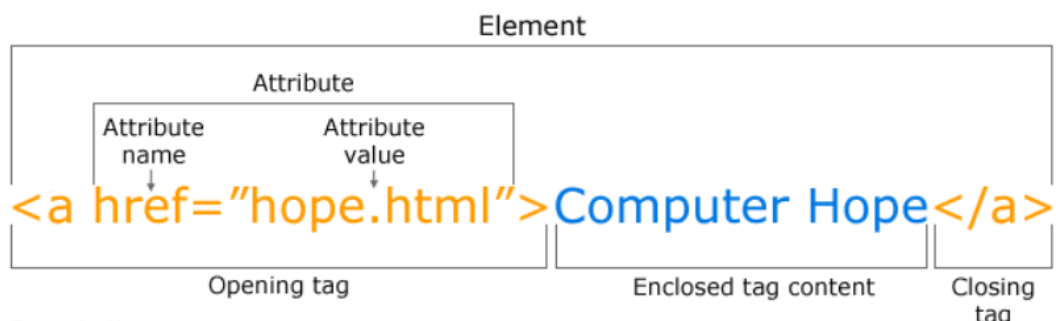 Element
Attribute
Attribute name
Attribute value
<a href=”hope.html”>Computer Hope</a>
Opening tag
Enclosed tag content
Closing tag